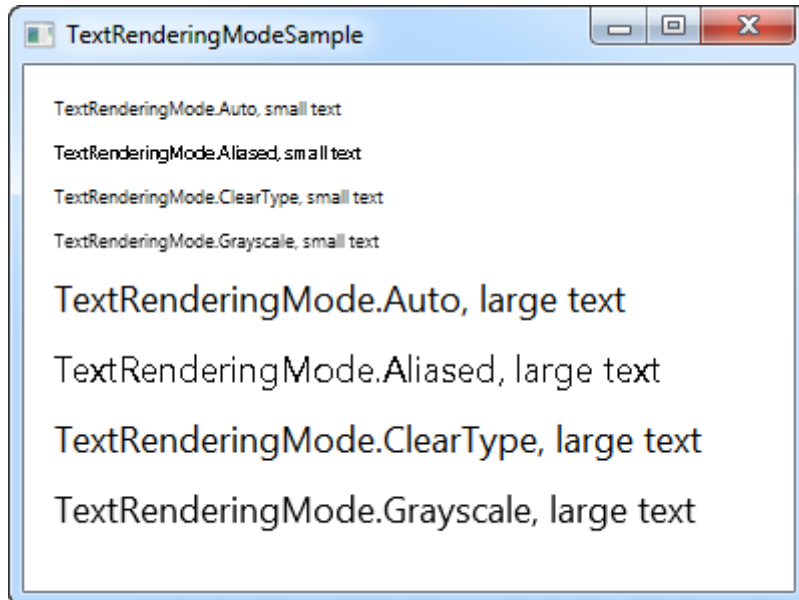 TextRenderingModeSample
TextRenderingMode.Auto, small text
TextRenderingMode.Aliased, small text
TextRenderingMode.ClearType, small text
TextRenderingMode.Grayscale, small text
TextRenderingMode.Auto, large text
TextRenderingMode.Aliased, large text
TextRenderingMode.ClearType, large text
TextRenderingMode.Grayscale, large text